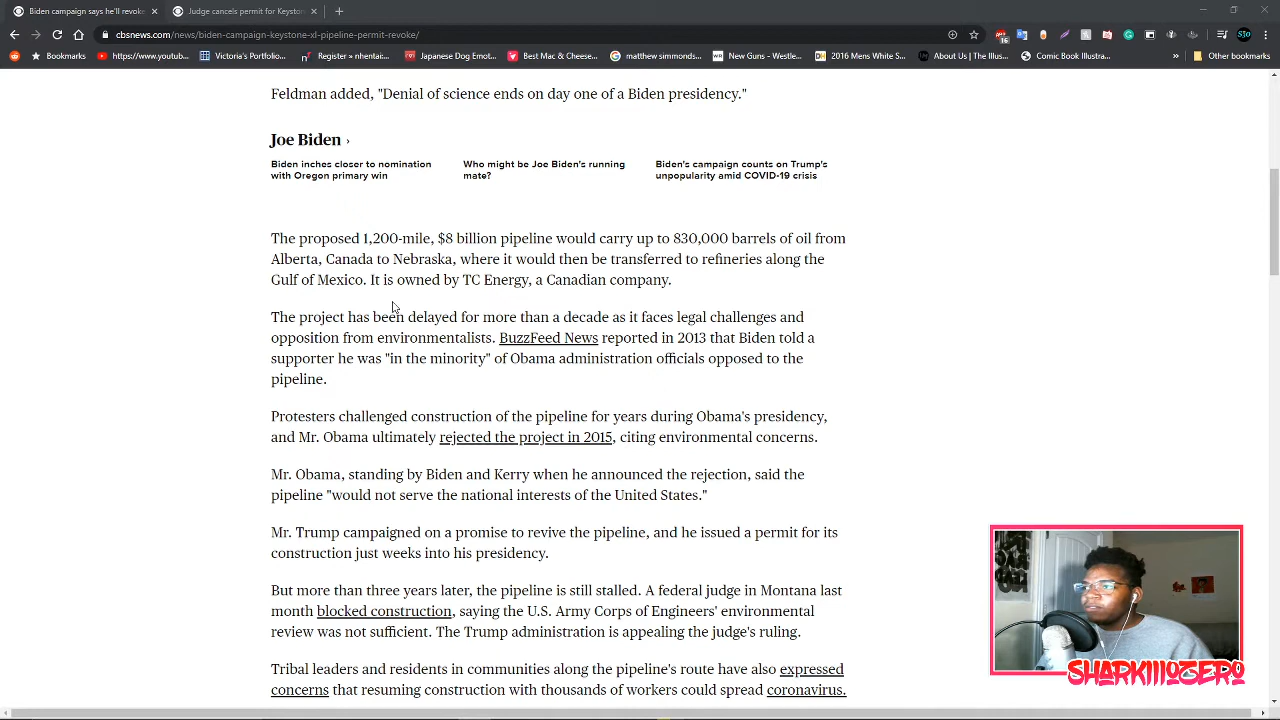 Biden campaign says he'll revoke
Judge cancels permit for Keyston
cbsnews.com/news/biden-campaign-keystone-xl-pipeline-permit-revoke/
16
Bookmarks
https://www.youtub...
Victoria's Portfolio...
Register » nhentai...
Japanese Dog Emot...
Best Mac & Cheese...
matthew simmonds...
New Guns - Westle...
2016 Mens White S...
About Us | The Illus...
Comic Book Illustra...
»
Other bookmarks
Feldman added, "Denial of science ends on day one of a Biden presidency."
Joe Biden ›
Biden inches closer to nomination
with Oregon primary win
Who might be Joe Biden's running
mate?
Biden's campaign counts on Trump's
unpopularity amid COVID-19 crisis
The proposed 1,200-mile, $8 billion pipeline would carry up to 830,000 barrels of oil from
Alberta, Canada to Nebraska, where it would then be transferred to refineries along the
Gulf of Mexico. It is owned by TC Energy, a Canadian company.
The project has been delayed for more than a decade as it faces legal challenges and
opposition from environmentalists. BuzzFeed News reported in 2013 that Biden told a
supporter he was "in the minority" of Obama administration officials opposed to the
pipeline.
Protesters challenged construction of the pipeline for years during Obama's presidency,
and Mr. Obama ultimately rejected the project in 2015, citing environmental concerns.
Mr. Obama, standing by Biden and Kerry when he announced the rejection, said the
pipeline "would not serve the national interests of the United States."
Mr. Trump campaigned on a promise to revive the pipeline, and he issued a permit for its
construction just weeks into his presidency.
But more than three years later, the pipeline is still stalled. A federal judge in Montana last
month blocked construction, saying the U.S. Army Corps of Engineers' environmental
review was not sufficient. The Trump administration is appealing the judge's ruling.
Tribal leaders and residents in communities along the pipeline's route have also expressed
concerns that resuming construction with thousands of workers could spread coronavirus.
SHARKIIIOZERO